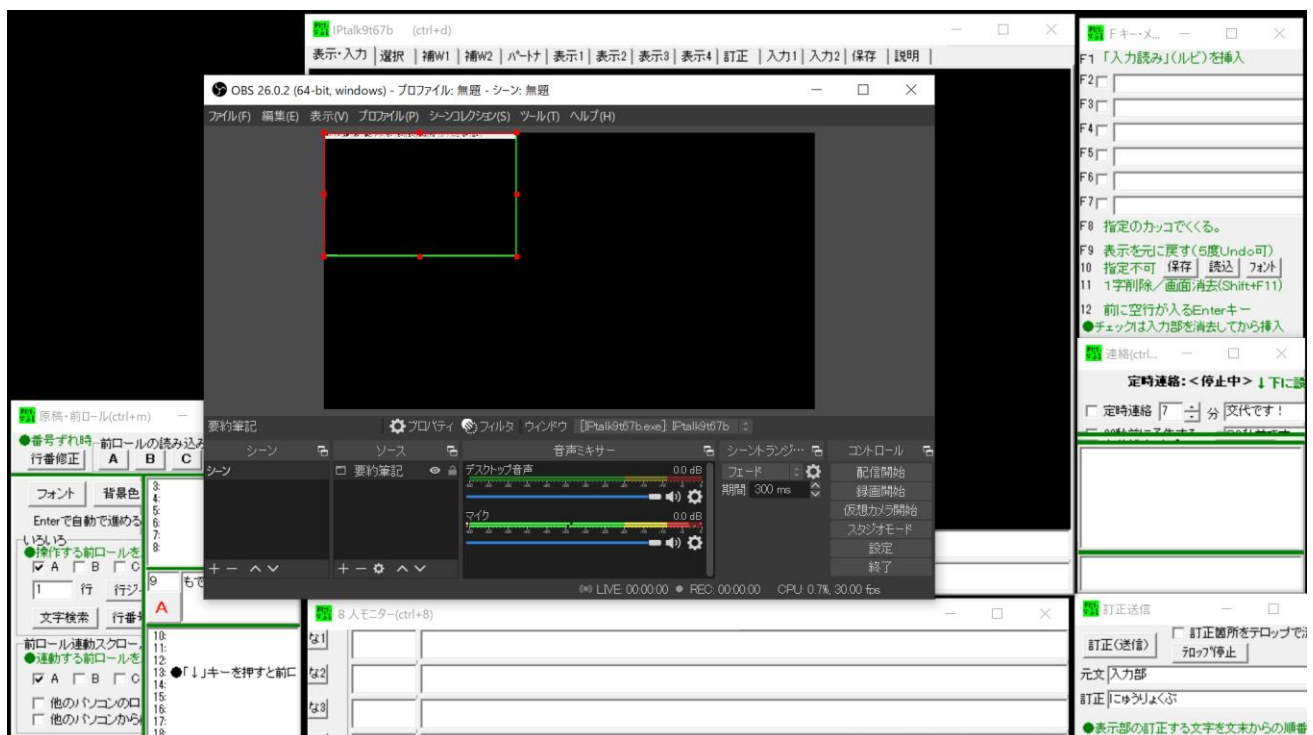 IPtalk9t67b (ctrl+d)
表示・入力 選択 補W1 補W2 パートナ 表示1 表示2 表示3 表示4 訂正 入力1 入力2 保存 説明
OBS 26.0.2 (64-bit, windows) - プロファイル: 無題 - シーン: 無題
ファイル(F) 編集(E) 表示(V) プロファイル(P) シーンコレクション(S) ツール(T) ヘルプ(H)
要約筆記 プロパティ フィルタ ウィンドウ [IPtalk9t67b.exe]: IPtalk9t67b
シーン ソース 音声ミキサー シーントランジ… コントロール
シーン
要約筆記
デスクトップ音声 0.0 dB
マイク 0.0 dB
フェード
期間 300 ms
配信開始
録画開始
仮想カメラ開始
スタジオモード
設定
終了
LIVE: 00:00:00 REC: 00:00:00 CPU: 0.7%, 30.00 fps
Fキー・メ...
F1 「入力読み」(ルビ)を挿入
F2
F3
F4
F5
F6
F7
F8 指定のカッコでくくる。
F9 表示を元に戻す(5度Undo可)
10 指定不可 保存 読込 フォント
11 1字削除/画面消去(Shift+F11)
12 前に空行が入るEnterキー
●チェックは入力部を消去してから挿入
連絡(ctrl...
定時連絡:<停止中> ↓下に
定時連絡 7 分 交代です!
原稿・前ロール(ctrl+m)
●番号ずれ時 前ロールの読み込み
行番修正 A B C
フォント 背景色
Enterで自動で進める
いろいろ
●操作する前ロールを
A B C
1 行 行ジ
文字検索 行番
前ロール連動スクロー
●連動する前ロールを
A B C
他のパソコンのロ
他のパソコンから
3:
4:
5:
6:
7:
8:
9 もで
A
10:
11:
12:
13: ●「↓」キーを押すと前ロ
14:
15:
16:
17:
18:
8人モニター(ctrl+8)
な1
な2
な3
訂正送信
訂正(送信) 訂正箇所をテロップで
テロップ停止
元文 入力部
訂正 にゅうりょくぶ
●表示部の訂正する文字を文末からの順番